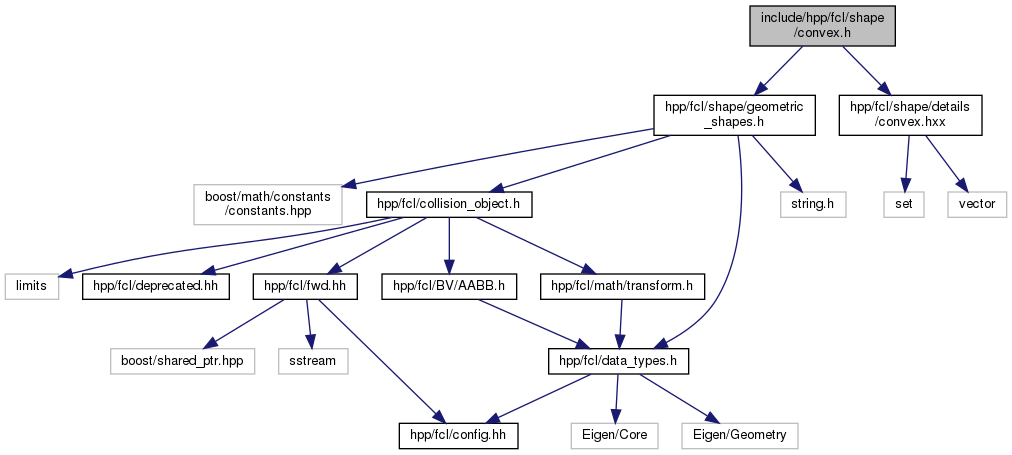 include/hpp/fcl/shape
/convex.h
hpp/fcl/shape/geometric
_shapes.h
hpp/fcl/shape/details
/convex.hxx
boost/math/constants
/constants.hpp
hpp/fcl/collision_object.h
string.h
set
vector
limits
hpp/fcl/deprecated.hh
hpp/fcl/fwd.hh
hpp/fcl/BV/AABB.h
hpp/fcl/math/transform.h
boost/shared_ptr.hpp
sstream
hpp/fcl/data_types.h
hpp/fcl/config.hh
Eigen/Core
Eigen/Geometry